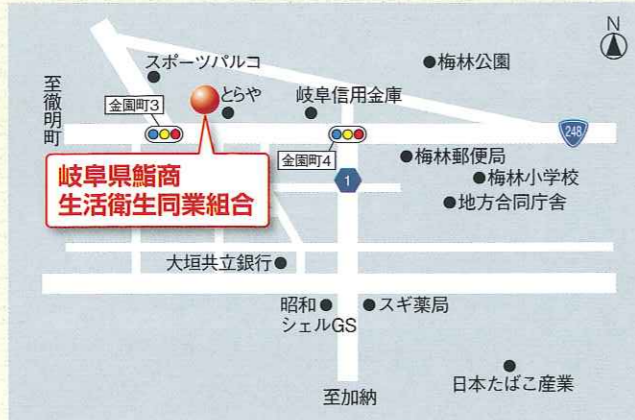 N
スポーツパルコ
梅林公園
至徹明町
金園町3
とらや
岐阜信用金庫
248
金園町4
梅林郵便局
岐阜県鮨商
生活衛生同業組合
1
梅林小学校
地方合同庁舎
大垣共立銀行
昭和
シェルGS
スギ薬局
日本たばこ産業
至加納